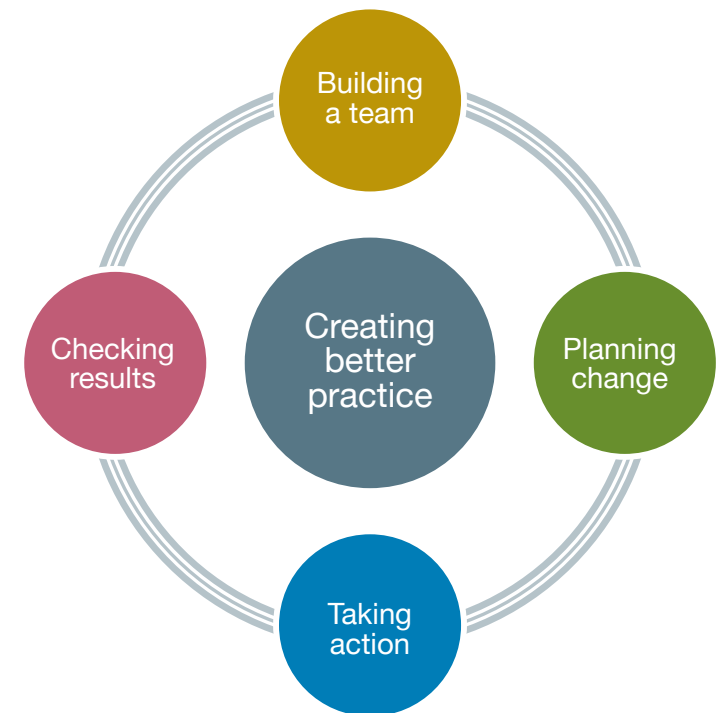 Building
a team
Checking
results
Creating
better
practice
Planning
change
Taking
action